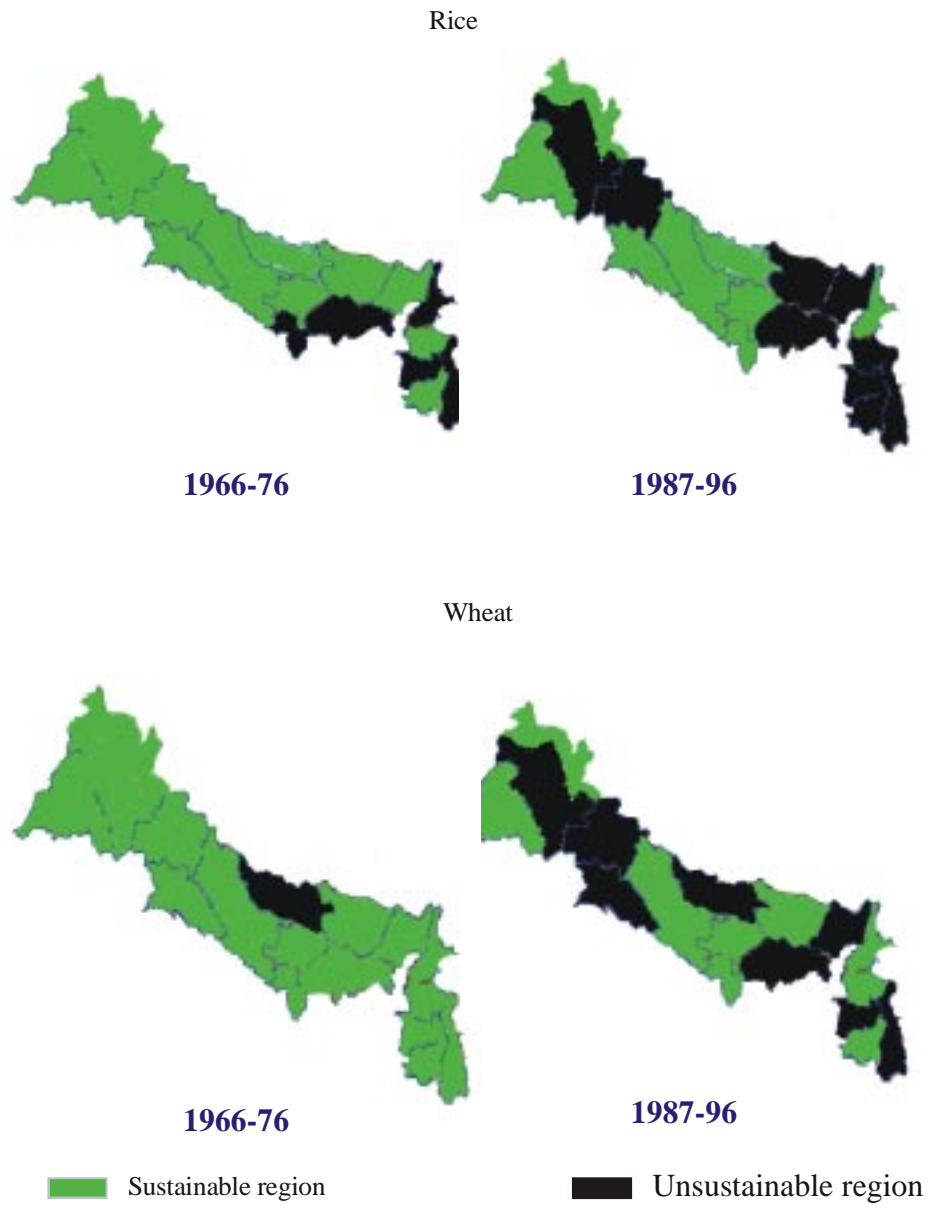 Rice
1966-76
1987-96
Wheat
1966-76
1987-96
Sustainable region
Unsustainable region